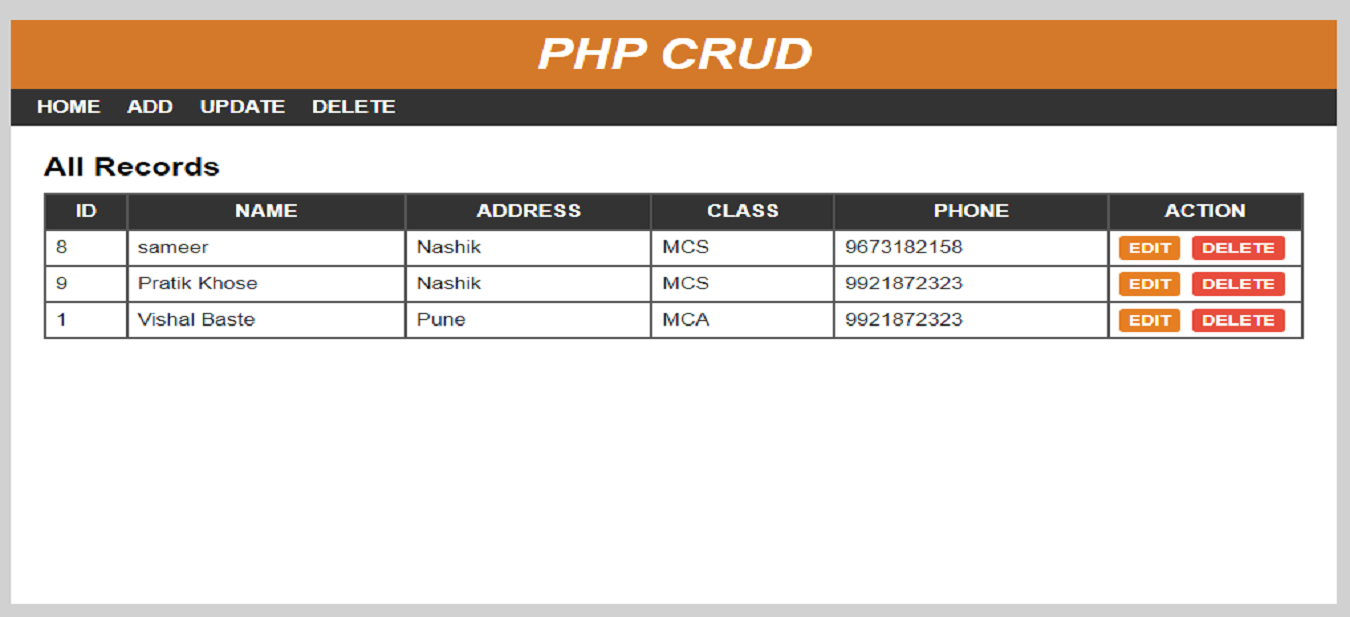 PHP CRUD
HOME ADD UPDATE DELETE
All Records
ID NAME ADDRESS CLASS PHONE ACTION
8 sameer Nashik MCS 9673182158 EDIT DELETE
9 Pratik Khose Nashik MCS 9921872323 EDIT DELETE
1 Vishal Baste Pune MCA 9921872323 EDIT DELETE